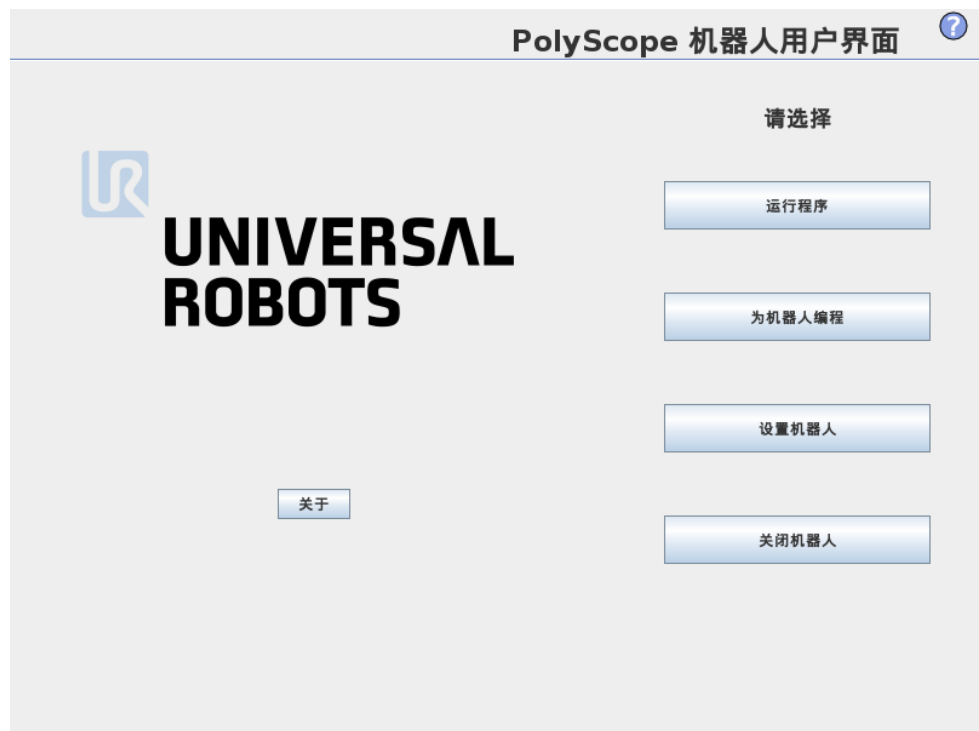 PolyScope 机器人用户界面
?
请选择
UR
运行程序
UNIVERSAL
ROBOTS
为机器人编程
设置机器人
关于
关闭机器人